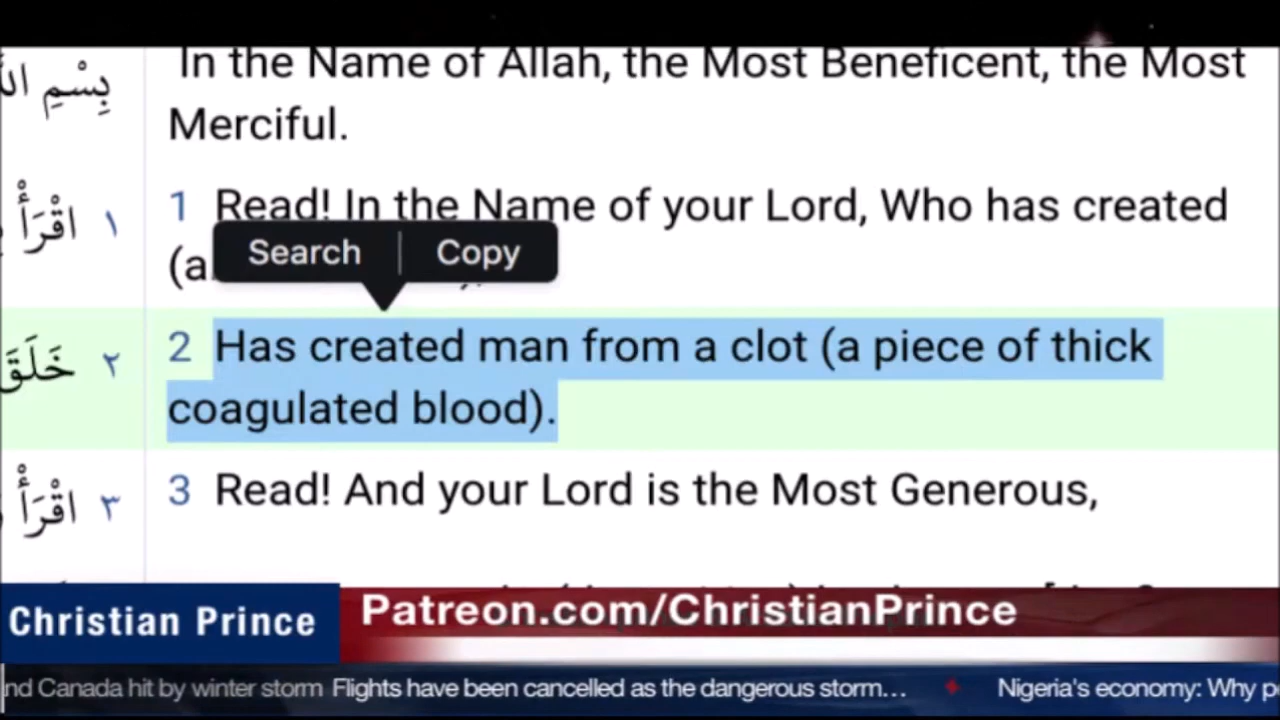 In the Name of Allah, the Most Beneficent, the Most
Merciful.
بِسْمِ
1 Read! In the Name of your Lord, Who has created
اقْرَأْ ١
Search Copy
2 Has created man from a clot (a piece of thick
coagulated blood).
خَلَقَ ٢
3 Read! And your Lord is the Most Generous,
اقْرَأْ ٣
Christian Prince
Patreon.com/ChristianPrince
Canada hit by winter storm Flights have been cancelled as the dangerous storm... Nigeria's economy: Why